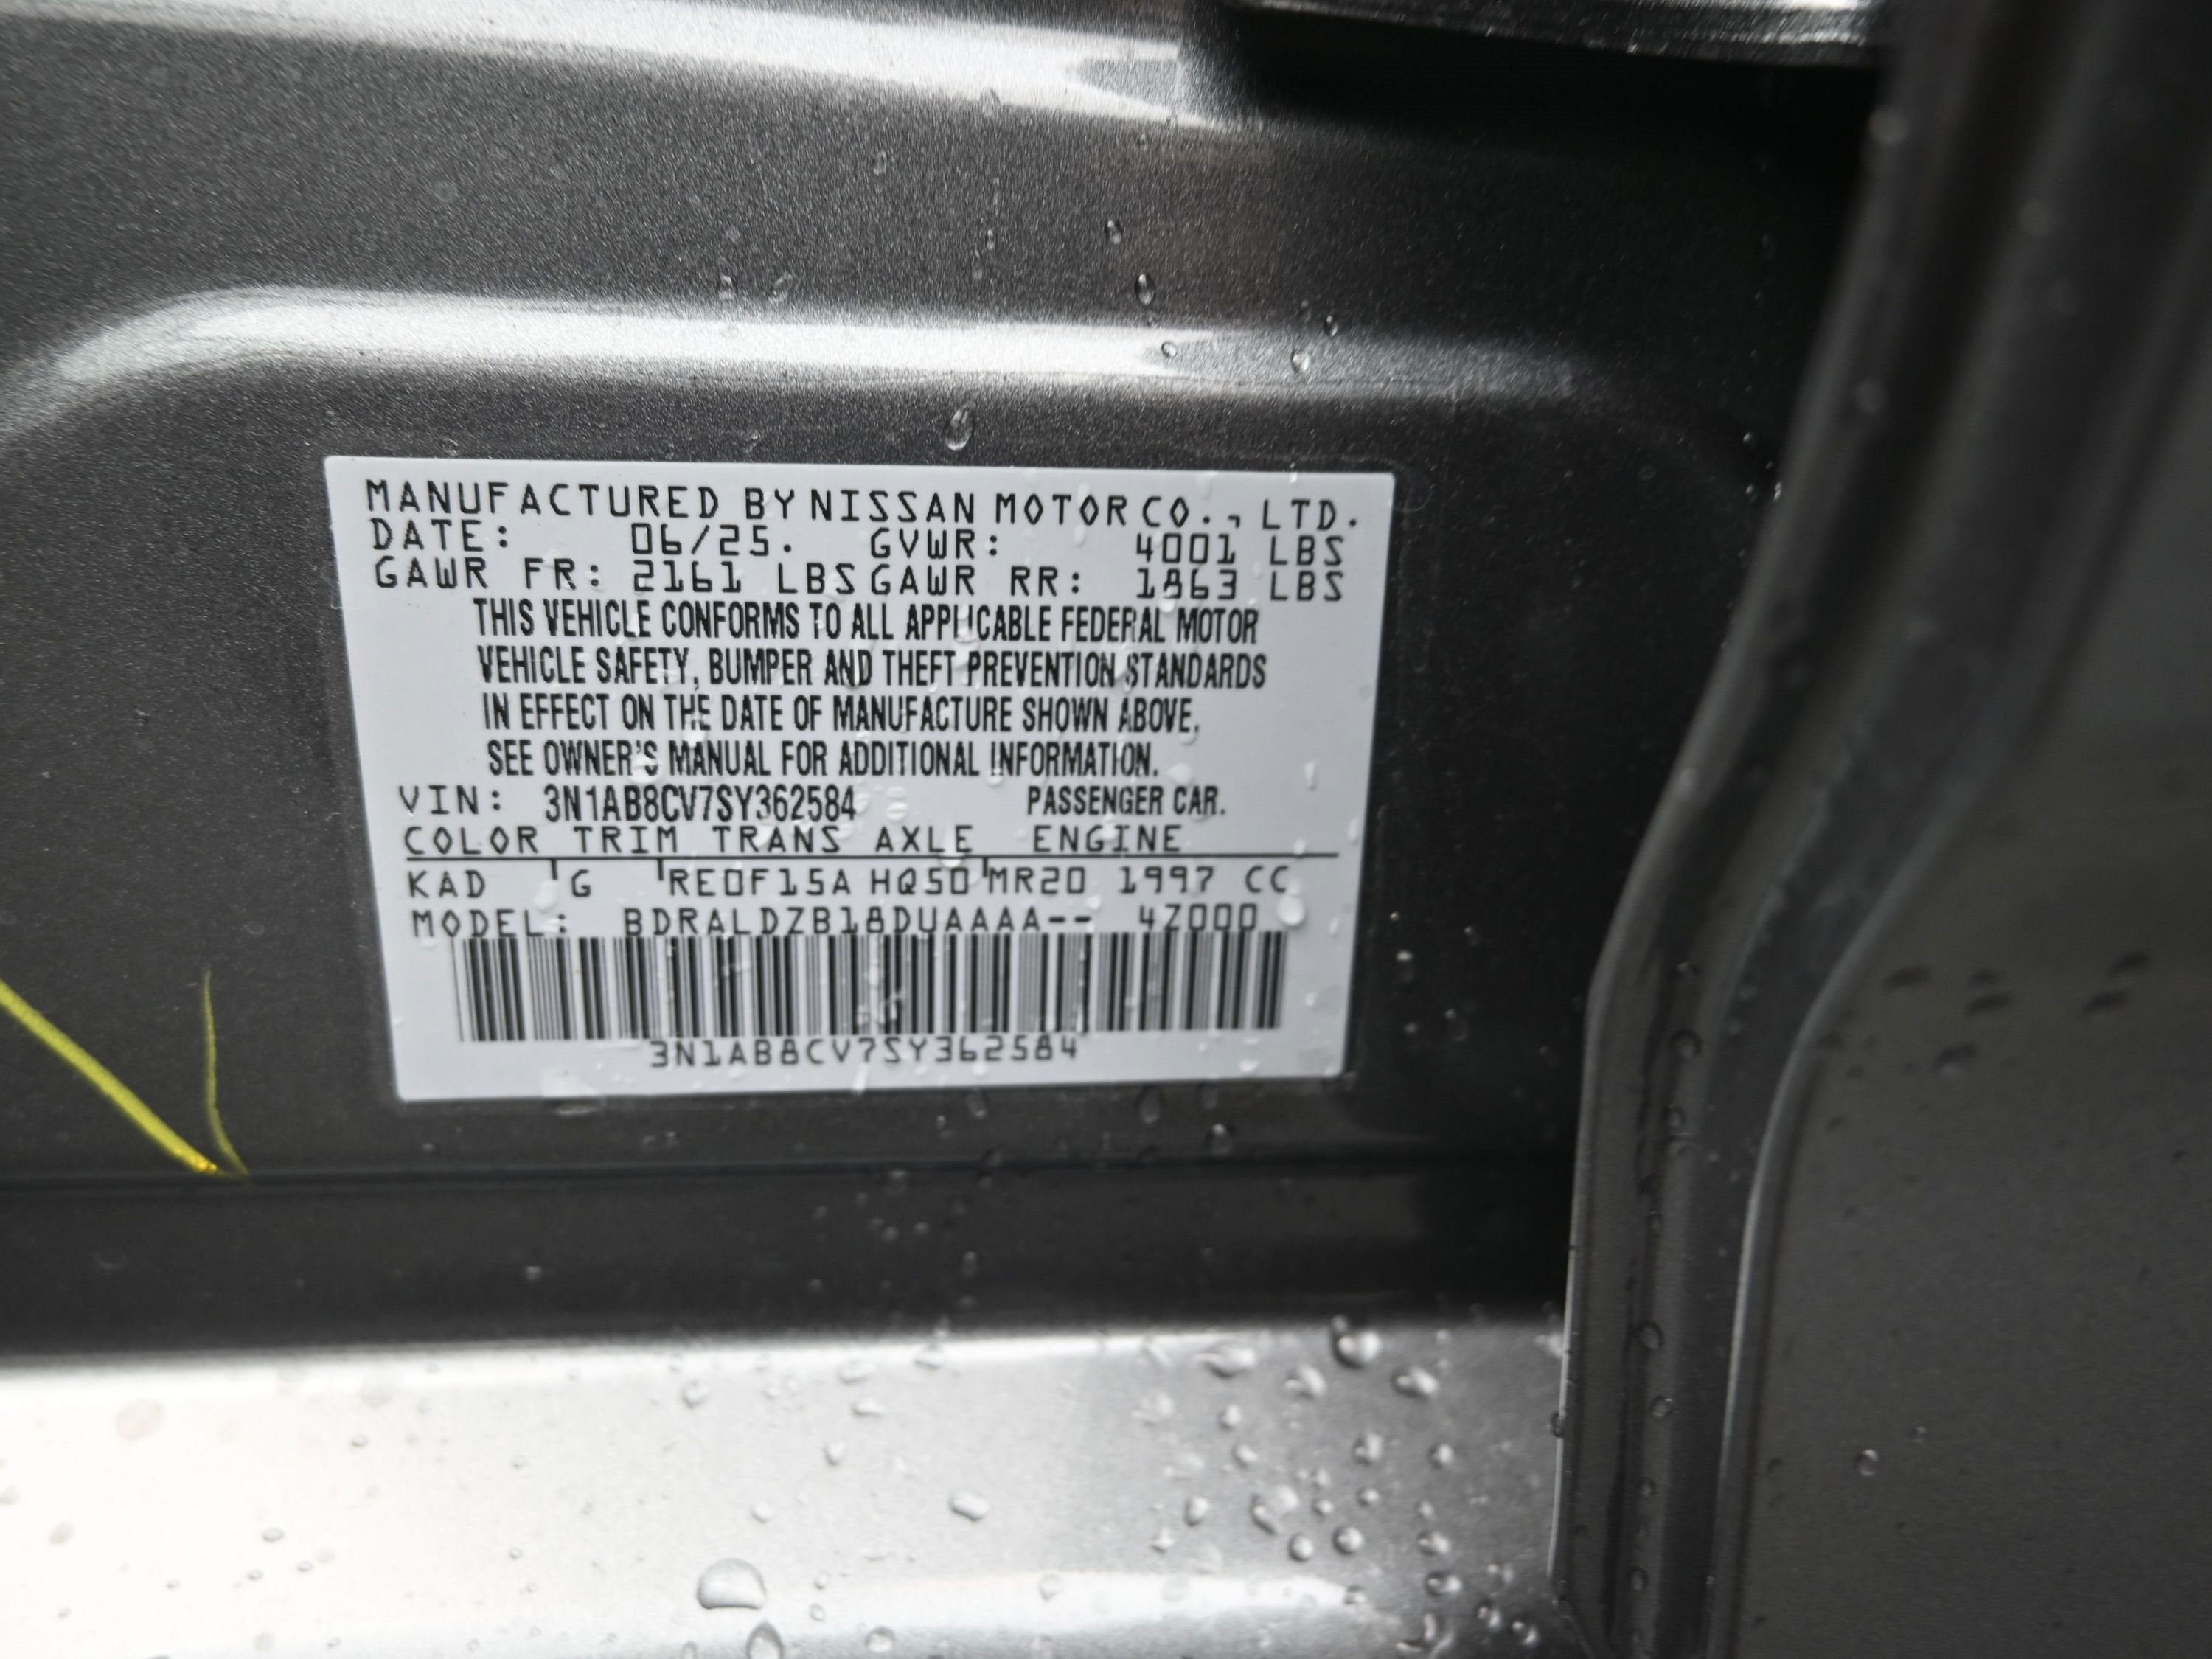 MANUFACTURED BY NISSAN MOTOR CO., LTD.
DATE: 06/25. GVWR: 4001 LBS
GAWR FR: 2161 LBS GAWR RR: 1863 LBS
THIS VEHICLE CONFORMS TO ALL APPLICABLE FEDERAL MOTOR
VEHICLE SAFETY, BUMPER AND THEFT PREVENTION STANDARDS
IN EFFECT ON THE DATE OF MANUFACTURE SHOWN ABOVE.
SEE OWNER'S MANUAL FOR ADDITIONAL INFORMATION.
VIN: 3N1AB8CV7SY362584 PASSENGER CAR.
COLOR TRIM TRANS AXLE ENGINE
KAD G RE0F15A HQ50 MR20 1997 CC
MODEL: BDRALDZB18DUAAAA-- 4Z000
3N1AB8CV7SY362584